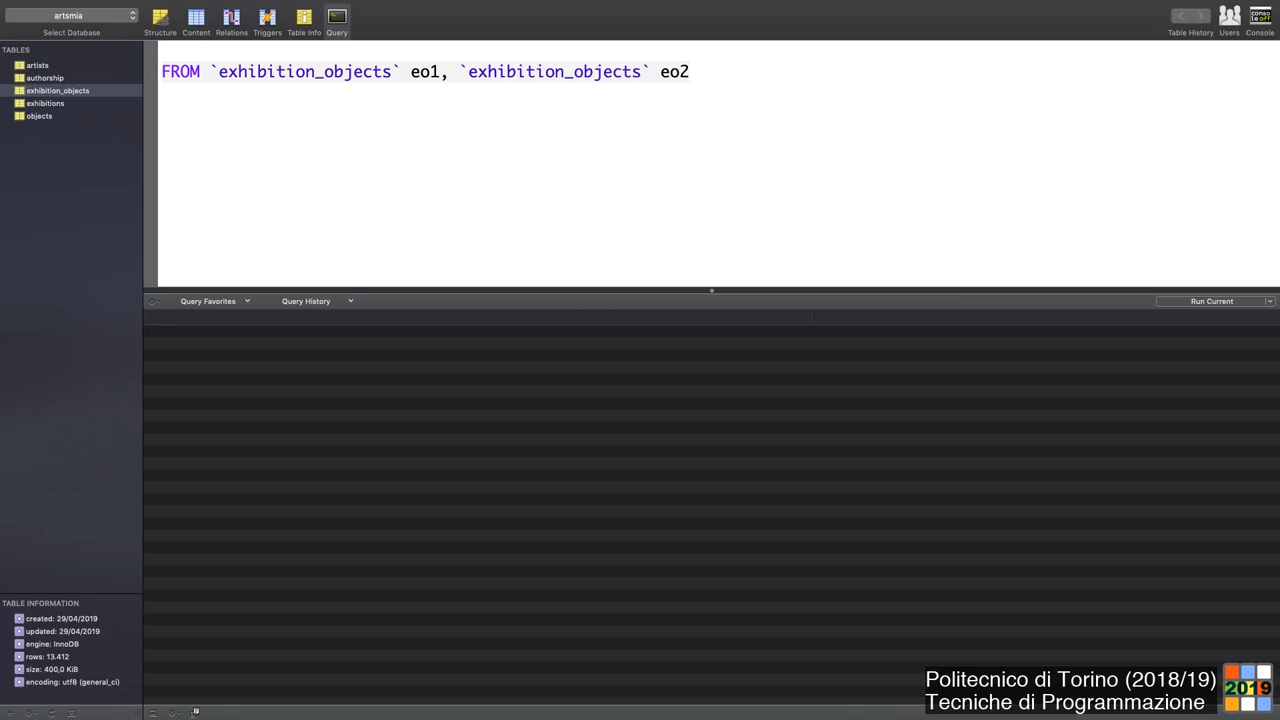 artsmia
Select Database
Structure
Content
Relations
Triggers
Table Info
Query
Table History
Users
Console
conso
le off
TABLES
artists
authorship
exhibition_objects
exhibitions
objects
FROM `exhibition_objects` eo1, `exhibition_objects` eo2
Query Favorites
Query History
Run Current
TABLE INFORMATION
created: 29/04/2019
updated: 29/04/2019
engine: InnoDB
rows: 13.412
size: 400,0 KiB
encoding: utf8 (general_ci)
Politecnico di Torino (2018/19)
Tecniche di Programmazione
2019